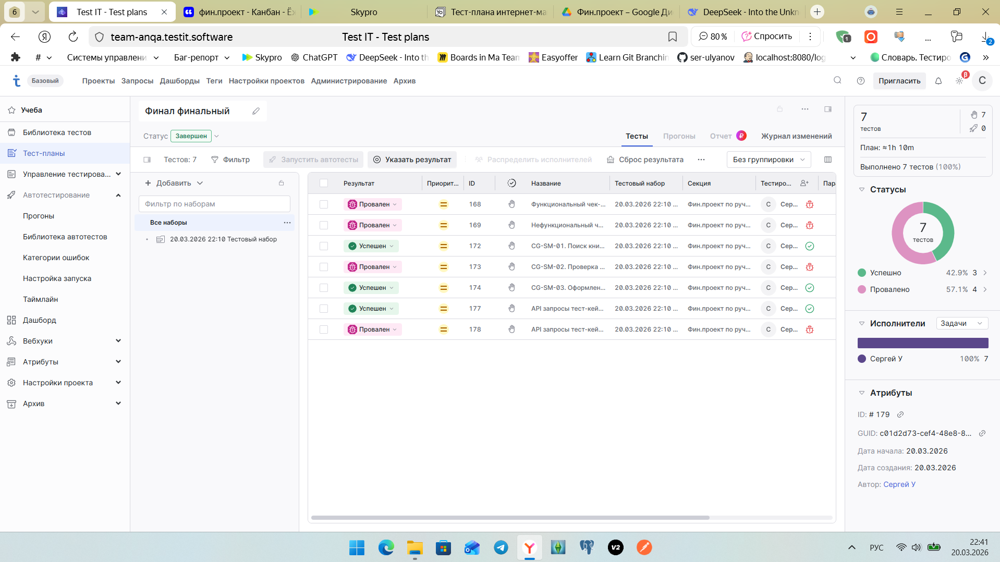 6
Test IT - Test plans
фин.проект - Канбан - Ёх
Skypro
Тест-плана интернет-ма
Фин.проект – Google Ди
DeepSeek - Into the Unkn
team-anqa.testit.software
Test IT - Test plans
80 %
Спросить
1
2
#
Системы управлени
Баг-репорт
Skypro
ChatGPT
DeepSeek - Into th
Boards in Ma Team
Easyoffer
Learn Git Branchin
ser-ulyanov
localhost:8080/log
Словарь. Тестиро
Базовый
Проекты
Запросы
Дашборды
Теги
Настройки проектов
Администрирование
Архив
Пригласить
β
С
Учеба
Библиотека тестов
Тест-планы
Управление тестирова...
Автотестирование
Прогоны
Библиотека автотестов
Категории ошибок
Настройка запуска
Таймлайн
Дашборд
Вебхуки
Атрибуты
Настройки проекта
Архив
Финал финальный
Статус
Завершен
Тесты
Прогоны
Отчет
₽
Журнал изменений
Тестов: 7
Фильтр
Запустить автотесты
Указать результат
Распределить исполнителей
Сброс результата
Без группировки
Добавить
Фильтр по наборам
Все наборы
20.03.2026 22:10 Тестовый набор
Результат Приорит... ID Название Тестовый набор Секция Тестиро... Пар
Провален 168 Функциональный чек-... 20.03.2026 22:10 ... Фин.проект по руч... С Сер...
Провален 169 Нефункциональный ч... 20.03.2026 22:10 ... Фин.проект по руч... С Сер...
Успешен 172 CG-SM-01. Поиск кни... 20.03.2026 22:10 ... Фин.проект по руч... С Сер...
Провален 173 CG-SM-02. Проверка ... 20.03.2026 22:10 ... Фин.проект по руч... С Сер...
Успешен 174 CG-SM-03. Оформлен... 20.03.2026 22:10 ... Фин.проект по руч... С Сер...
Успешен 177 API запросы тест-кей... 20.03.2026 22:10 ... Фин.проект по руч... С Сер...
Провален 178 API запросы тест-кей... 20.03.2026 22:10 ... Фин.проект по руч... С Сер...
7
тестов
7
0
План: ≈1h 10m
Выполнено 7 тестов (100%)
Статусы
7
тестов
Успешно 42.9% 3
Провалено 57.1% 4
Исполнители
Задачи
Сергей У 100% 7
Атрибуты
ID: # 179
GUID: c01d2d73-cef4-48e8-8...
Дата начала: 20.03.2026
Дата создания: 20.03.2026
Автор: Сергей У
V2
РУС
22:41
20.03.2026